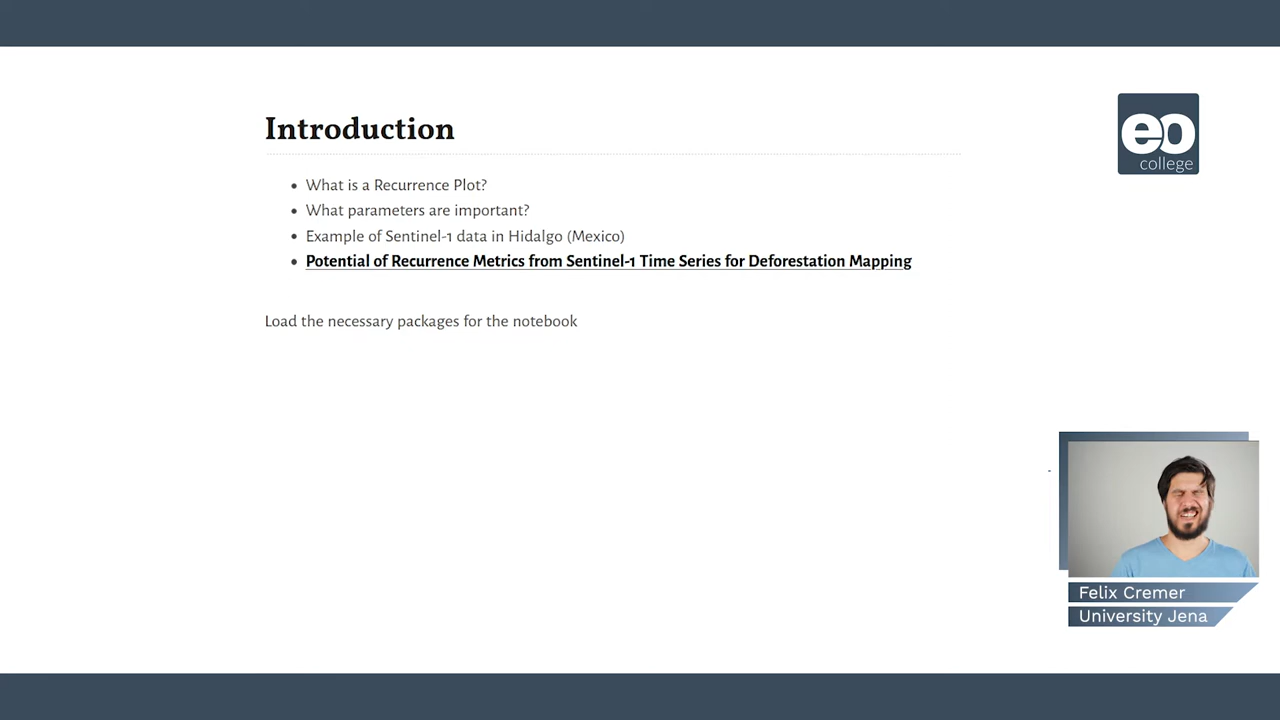 Introduction
eo
college
What is a Recurrence Plot?
What parameters are important?
Example of Sentinel-1 data in Hidalgo (Mexico)
Potential of Recurrence Metrics from Sentinel-1 Time Series for Deforestation Mapping
Load the necessary packages for the notebook
Felix Cremer
University Jena